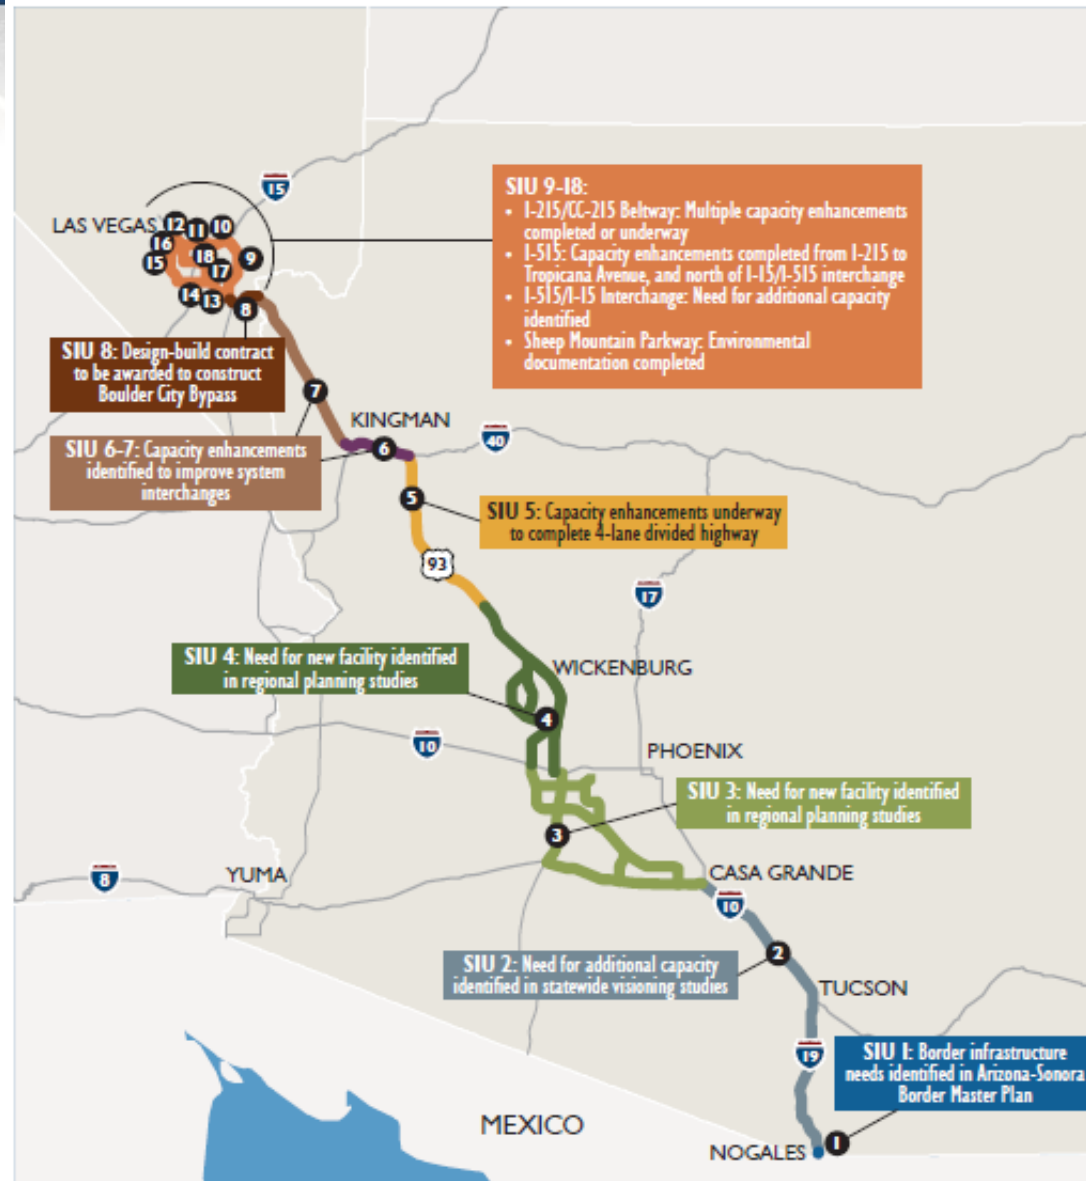 15
LAS VEGAS
12
11
10
16
15
18
17
9
14
13
8
SIU 9-18:
• I-215/CC-215 Beltway: Multiple capacity enhancements
completed or underway
• I-515: Capacity enhancements completed from I-215 to
Tropicana Avenue, and north of I-15/I-515 interchange
• I-515/I-15 Interchange: Need for additional capacity
identified
• Sheep Mountain Parkway: Environmental
documentation completed
SIU 8: Design-build contract
to be awarded to construct
Boulder City Bypass
7
KINGMAN
6
40
SIU 6-7: Capacity enhancements
identified to improve system
interchanges
5
SIU 5: Capacity enhancements underway
to complete 4-lane divided highway
93
17
SIU 4: Need for new facility identified
in regional planning studies
WICKENBURG
4
10
PHOENIX
SIU 3: Need for new facility identified
in regional planning studies
3
8
YUMA
CASA GRANDE
10
SIU 2: Need for additional capacity
identified in statewide visioning studies
2
TUCSON
19
SIU 1: Border infrastructure
needs identified in Arizona-Sonora
Border Master Plan
MEXICO
NOGALES
1